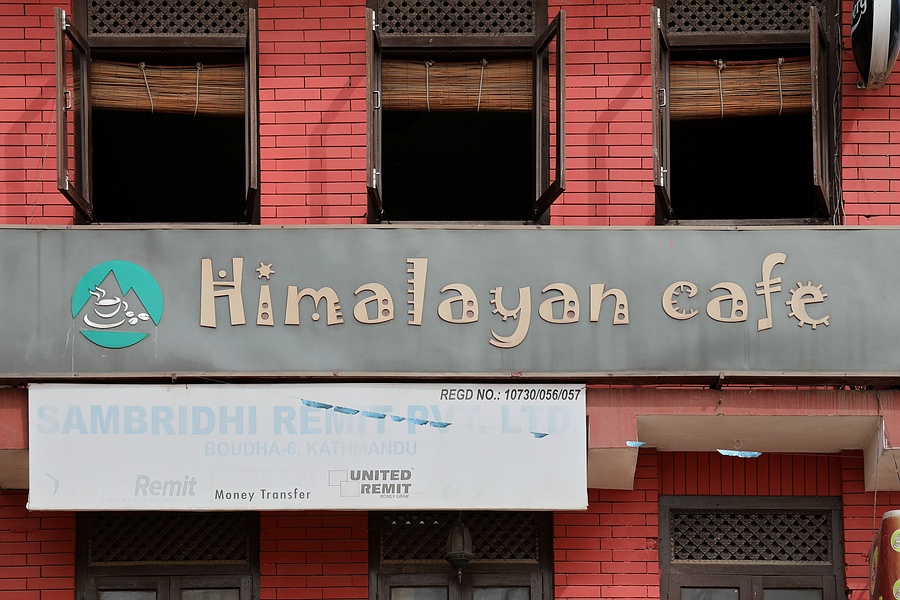 Himalayan cafe
REGD NO.: 10730/056/057
SAMBRIDHI REMIT PVT. LTD
BOUDHA-6, KATHMANDU
Remit
Money Transfer
UNITED
REMIT